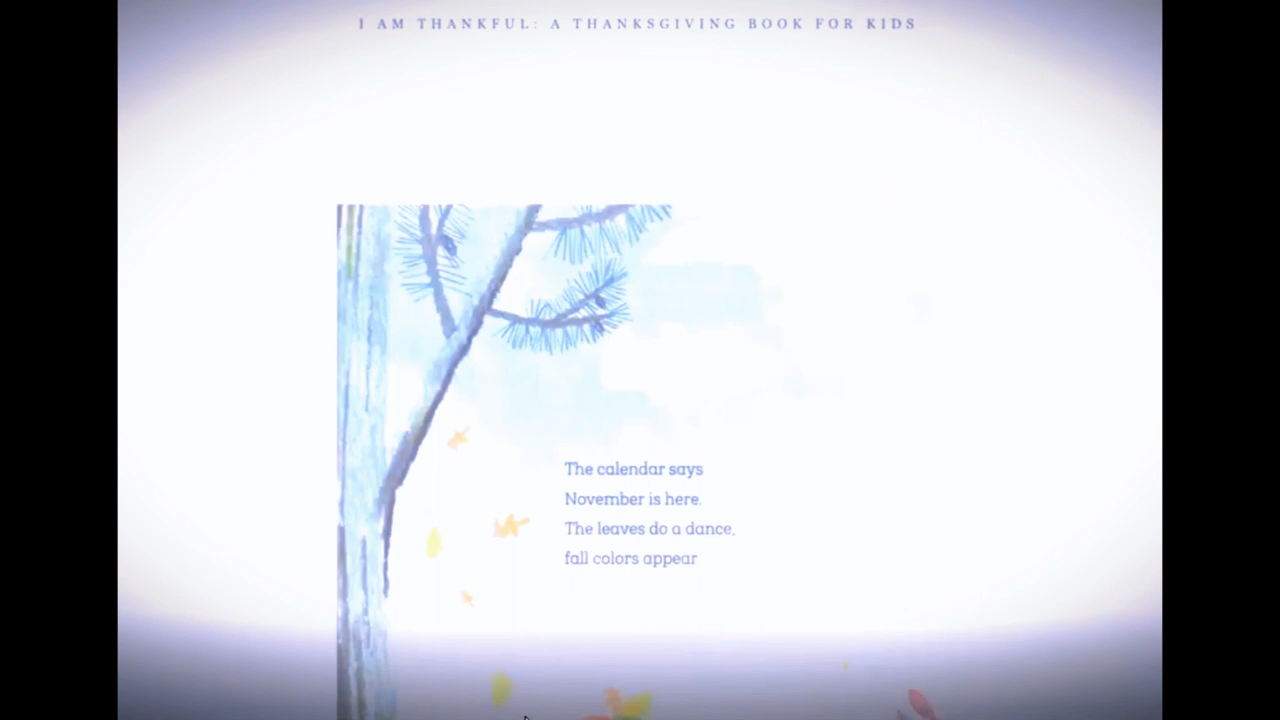 I AM THANKFUL: A THANKSGIVING BOOK FOR KIDS
The calendar says
November is here.
The leaves do a dance,
fall colors appear